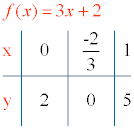 f(x) = 3x + 2
x 0 -2/3 1
y 2 0 5